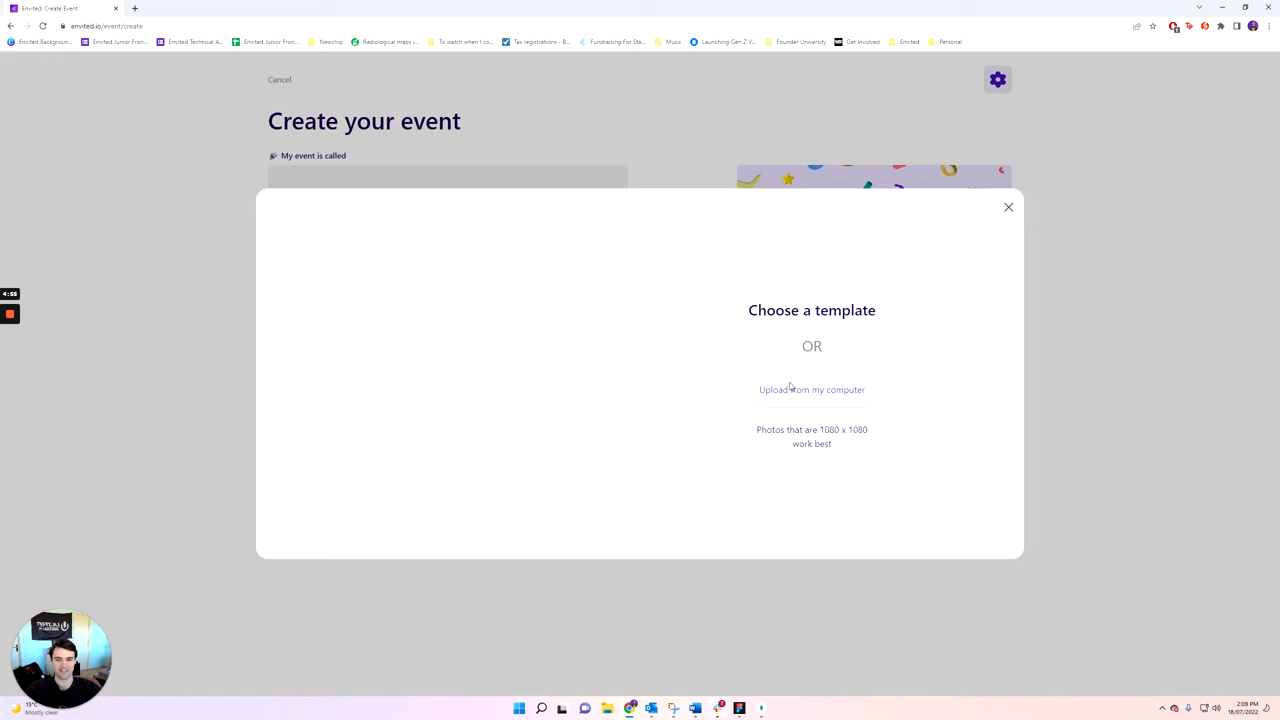 Envited: Create Event
envited.io/event/create
Envited Backgroun...
Envited Junior Fron...
Envited Technical A...
Envited Junior Fron...
Newchip
Radiological maps i...
To watch when I co...
Tax registrations - B...
Fundraising For Sta...
Music
Launching Gen Z V...
Founder University
Get Involved
Envited
Personal
Cancel
Create your event
My event is called
4:55
Choose a template
OR
Upload from my computer
Photos that are 1080 x 1080
work best
15°C
Mostly clear
2:09 PM
18/07/2022